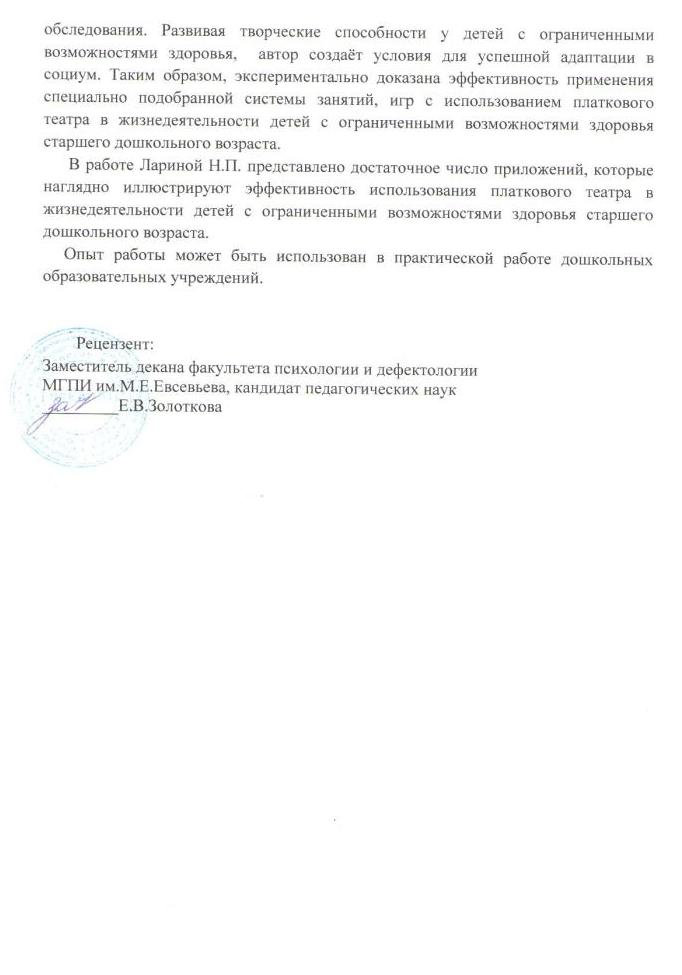 обследования. Развивая творческие способности у детей с ограниченными
возможностями здоровья, автор создаёт условия для успешной адаптации в
социум. Таким образом, экспериментально доказана эффективность применения
специально подобранной системы занятий, игр с использованием платкового
театра в жизнедеятельности детей с ограниченными возможностями здоровья
старшего дошкольного возраста.
В работе Лариной Н.П. представлено достаточное число приложений, которые
наглядно иллюстрируют эффективность использования платкового театра в
жизнедеятельности детей с ограниченными возможностями здоровья старшего
дошкольного возраста.
Опыт работы может быть использован в практической работе дошкольных
образовательных учреждений.
Рецензент:
Заместитель декана факультета психологии и дефектологии
МГПИ им.М.Е.Евсевьева, кандидат педагогических наук
_________Е.В.Золоткова